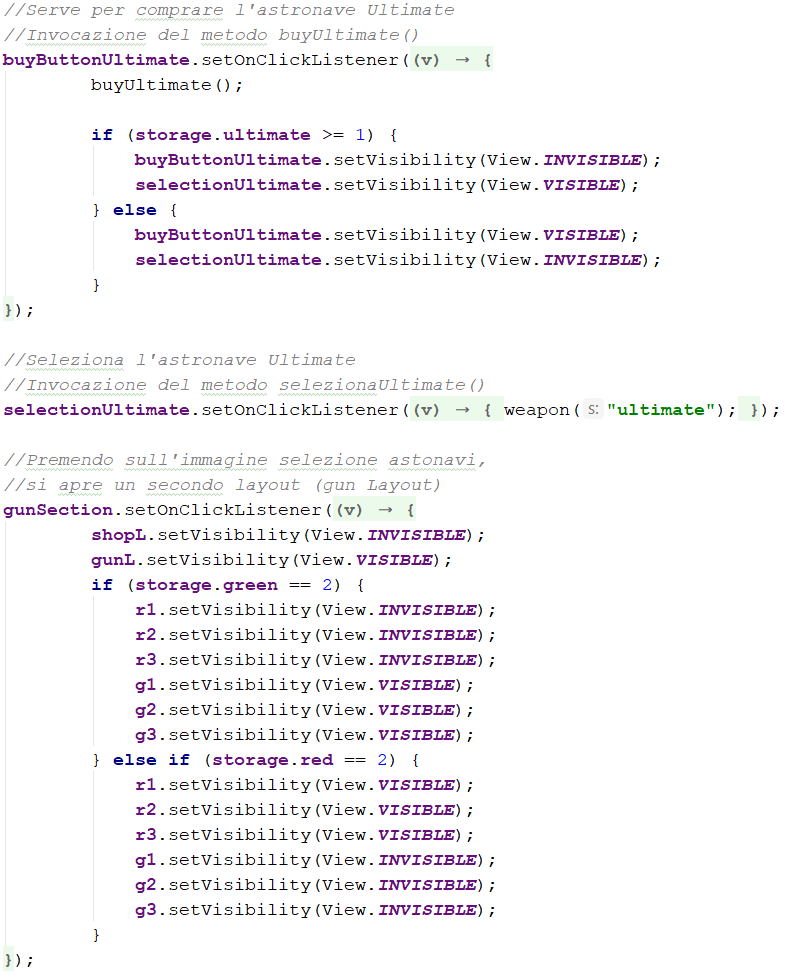 //Serve per comprare l'astronave Ultimate
//Invocazione del metodo buyUltimate()
buyButtonUltimate.setOnClickListener((v) → {
        buyUltimate();

        if (storage.ultimate >= 1) {
            buyButtonUltimate.setVisibility(View.INVISIBLE);
            selectionUltimate.setVisibility(View.VISIBLE);
        } else {
            buyButtonUltimate.setVisibility(View.VISIBLE);
            selectionUltimate.setVisibility(View.INVISIBLE);
        }
});

//Seleziona l'astronave Ultimate
//Invocazione del metodo selezionaUltimate()
selectionUltimate.setOnClickListener((v) → { weapon( s: "ultimate"); });

//Premendo sull'immagine selezione astonavi,
//si apre un secondo layout (gun Layout)
gunSection.setOnClickListener((v) → {
        shopL.setVisibility(View.INVISIBLE);
        gunL.setVisibility(View.VISIBLE);
        if (storage.green == 2) {
            r1.setVisibility(View.INVISIBLE);
            r2.setVisibility(View.INVISIBLE);
            r3.setVisibility(View.INVISIBLE);
            g1.setVisibility(View.VISIBLE);
            g2.setVisibility(View.VISIBLE);
            g3.setVisibility(View.VISIBLE);
        } else if (storage.red == 2) {
            r1.setVisibility(View.VISIBLE);
            r2.setVisibility(View.VISIBLE);
            r3.setVisibility(View.VISIBLE);
            g1.setVisibility(View.INVISIBLE);
            g2.setVisibility(View.INVISIBLE);
            g3.setVisibility(View.INVISIBLE);
        }
});